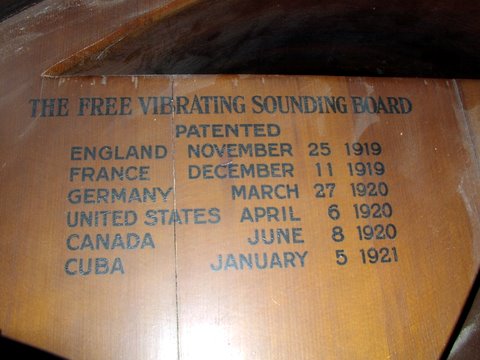 THE FREE VIBRATING SOUNDING BOARD
PATENTED
ENGLAND NOVEMBER 25 1919
FRANCE DECEMBER 11 1919
GERMANY MARCH 27 1920
UNITED STATES APRIL 6 1920
CANADA JUNE 8 1920
CUBA JANUARY 5 1921